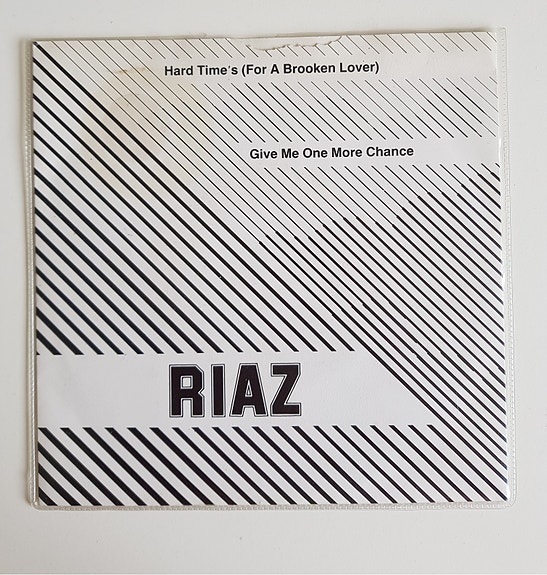 Hard Time's (For A Brooken Lover)
Give Me One More Chance
RIAZ